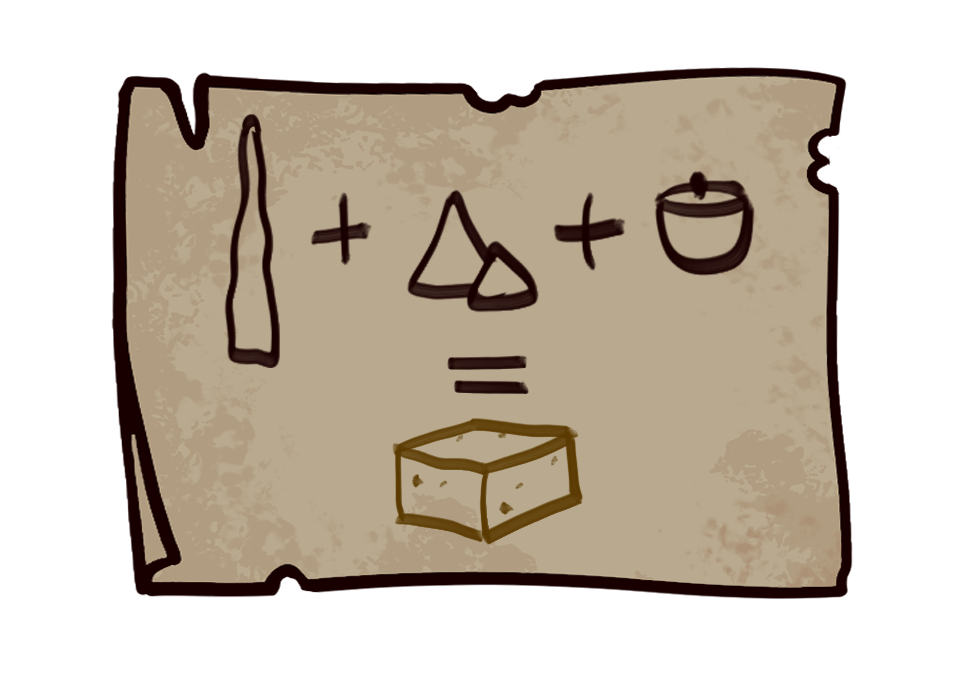 + +
=